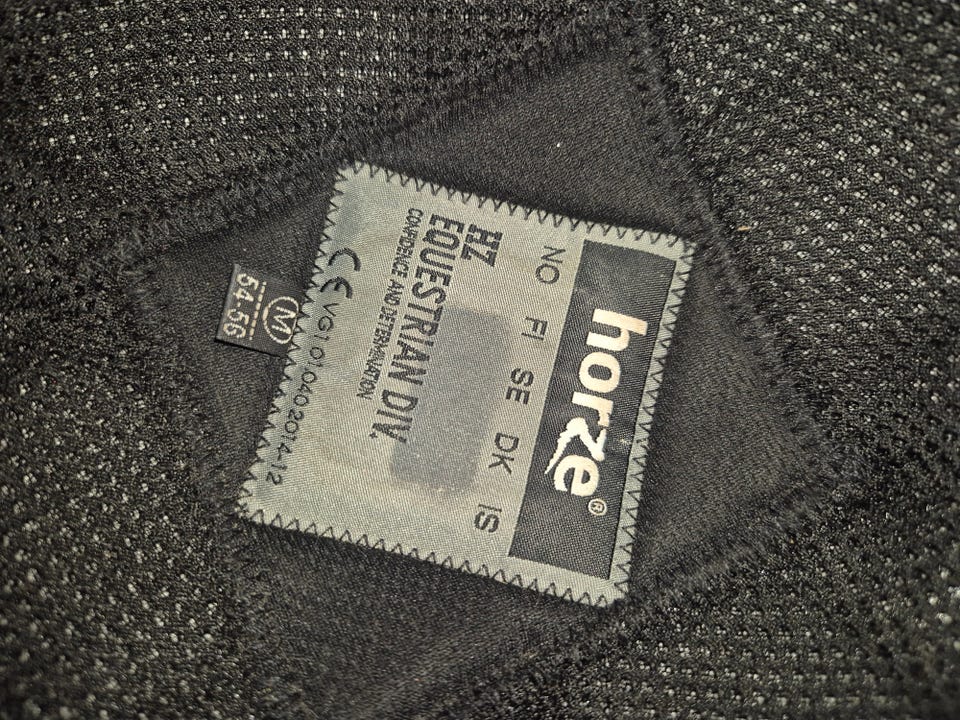 horze®
NO FI SE DK IS
HZ
EQUESTRIAN DIV.
CONFIDENCE AND DETERMINATION
CE VG1 01.040 2014-12
M
54-56